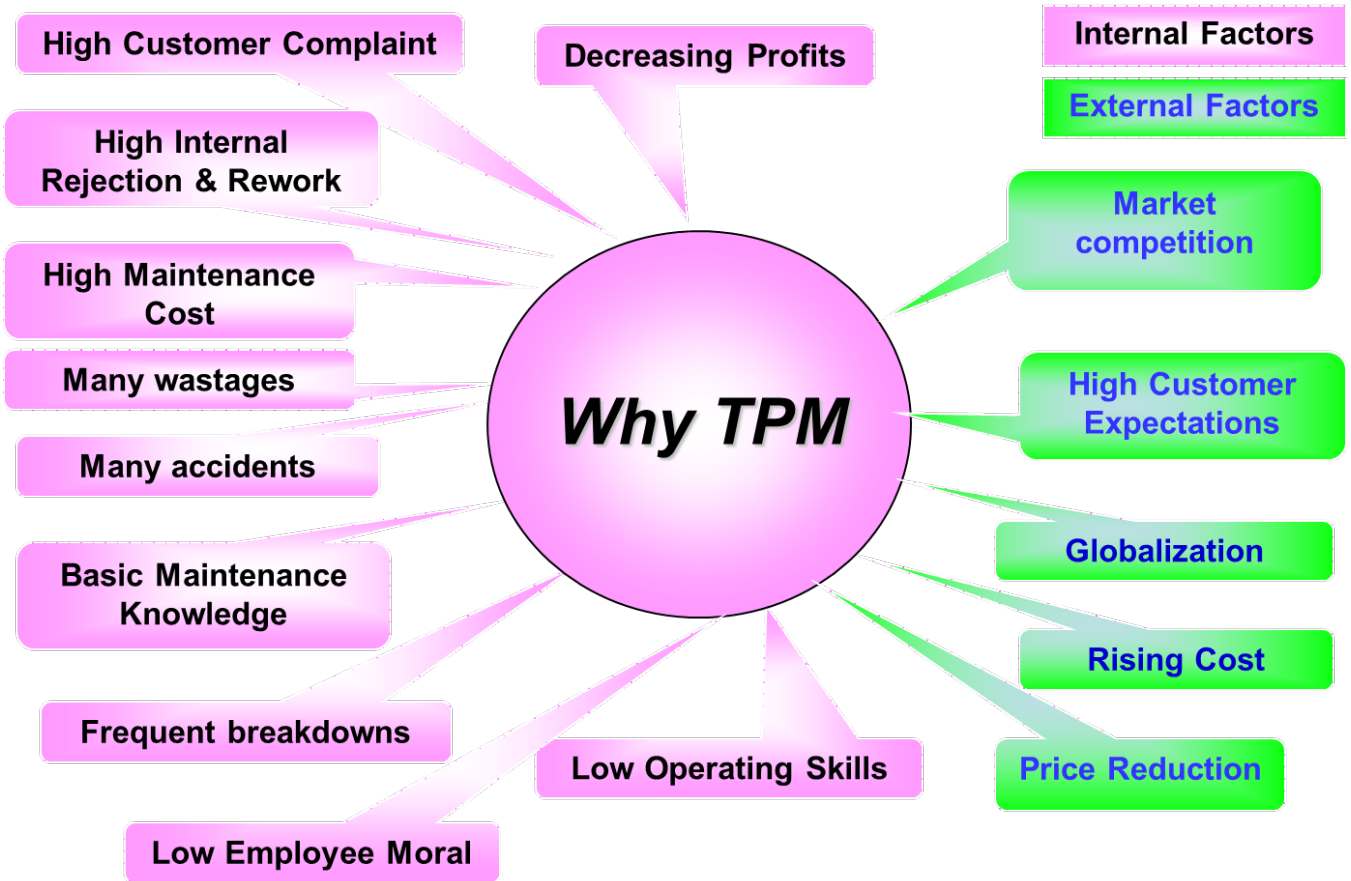 High Customer Complaint
Decreasing Profits
Internal Factors
External Factors
High Internal
Rejection & Rework
Market
competition
High Maintenance
Cost
Many wastages
Why TPM
High Customer
Expectations
Many accidents
Globalization
Basic Maintenance
Knowledge
Rising Cost
Frequent breakdowns
Low Operating Skills
Price Reduction
Low Employee Moral